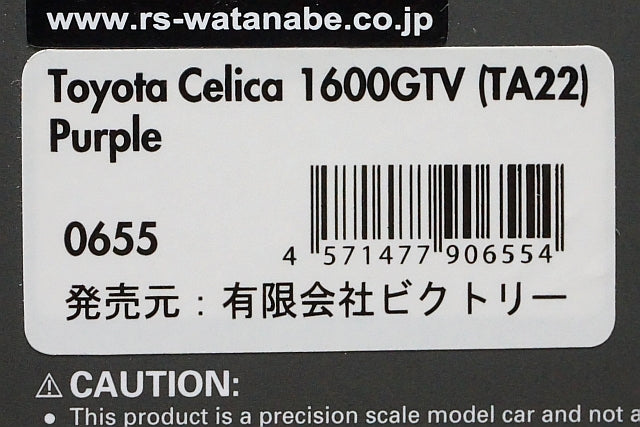 www.rs-watanabe.co.jp
Toyota Celica 1600GTV (TA22)
Purple
0655
4 571477 906554
発売元：有限会社ビクトリー
⚠ CAUTION:
● This product is a precision scale model car and not a